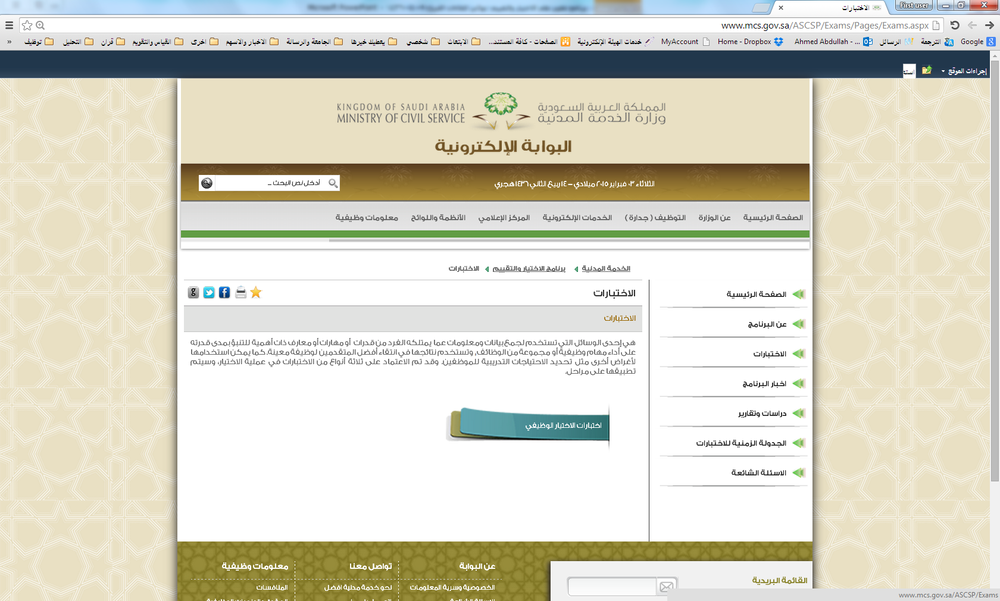 الاختبارات
First user
www.mcs.gov.sa/ASCSP/Exams/Pages/Exams.aspx
Google
الترجمة
الرسائل
Ahmed Abdullah - ...
Home - Dropbox
MyAccount
خدمات الهيئة الإلكترونية
الصفحات - كافة المستند...
الابتعاث
شخصي
يعطيك خيرها
الجامعة والرسالة
الاخبار والاسهم
اخرى
القياس والتقويم
قران
التحليل
توظيف
»
إجراءات الموقع
المملكة العربية السعودية
وزارة الخدمة المدنية
KINGDOM OF SAUDI ARABIA
MINISTRY OF CIVIL SERVICE
البوابة الإلكترونية
الثلاثاء ٠٣ فبراير ٢٠١٥ ميلادي – ١٤ ربيع الثاني ١٤٣٦ هجري
أدخل نص البحث ...
الصفحة الرئيسية
عن الوزارة
التوظيف ( جدارة )
الخدمات الإلكترونية
المركز الإعلامي
الأنظمة واللوائح
معلومات وظيفية
الخدمة المدنية
برنامج الاختيار والتقييم
الاختبارات
الصفحة الرئيسية
عن البرنامج
الاختبارات
اخبار البرنامج
دراسات وتقارير
الجدولة الزمنية للاختبارات
الاسئلة الشائعة
الاختبارات
الاختبارات
هي إحدى الوسائل التي تستخدم لجمع بيانات ومعلومات عما يمتلكه الفرد من قدرات أو مهارات أو معارف ذات أهمية للتنبؤ بمدى قدرته
على أداء مهام وظيفية أو مجموعة من الوظائف, وتستخدم نتائجها في انتقاء أفضل المتقدمين لوظيفة معينة. كما يمكن استخدامها
لأغراض أخرى مثل تحديد الاحتياجات التدريبية للموظفين. وقد تم الاعتماد على ثلاثة أنواع من الاختبارات في عملية الاختيار، وسيتم
تطبيقها على مراحل.
اختبارات الاختيار الوظيفي
القائمة البريدية
عن البوابة
الخصوصية وسرية المعلومات
تواصل معنا
نحو خدمة مدنية افضل
معلومات وظيفية
المنافسات
www.mcs.gov.sa/ASCSP/Exams